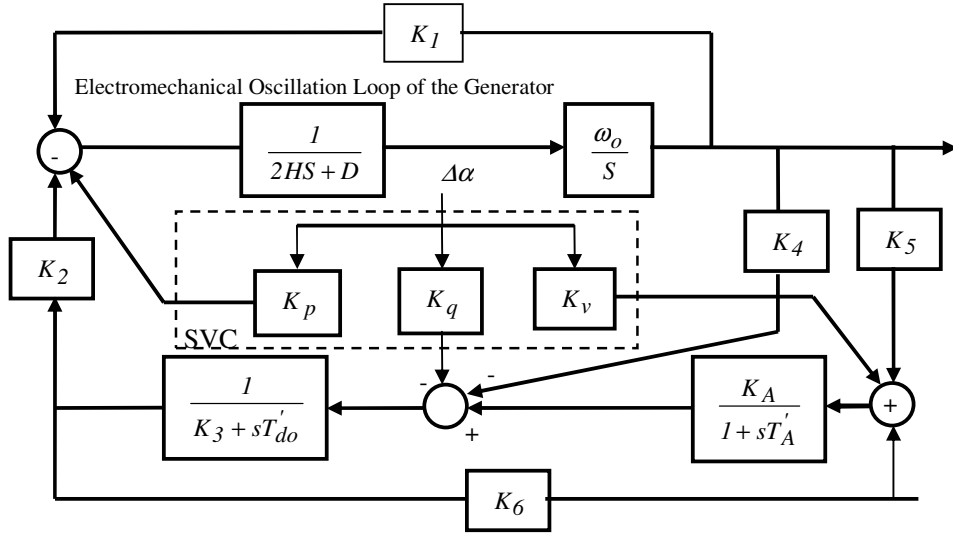 K1
Electromechanical Oscillation Loop of the Generator
-
1
2HS + D
ωo
S
Δα
K4
K5
K2
Kp
Kq
Kv
SVC
-
-
1
K3 + sT'do
+
KA
1 + sT'A
+
K6